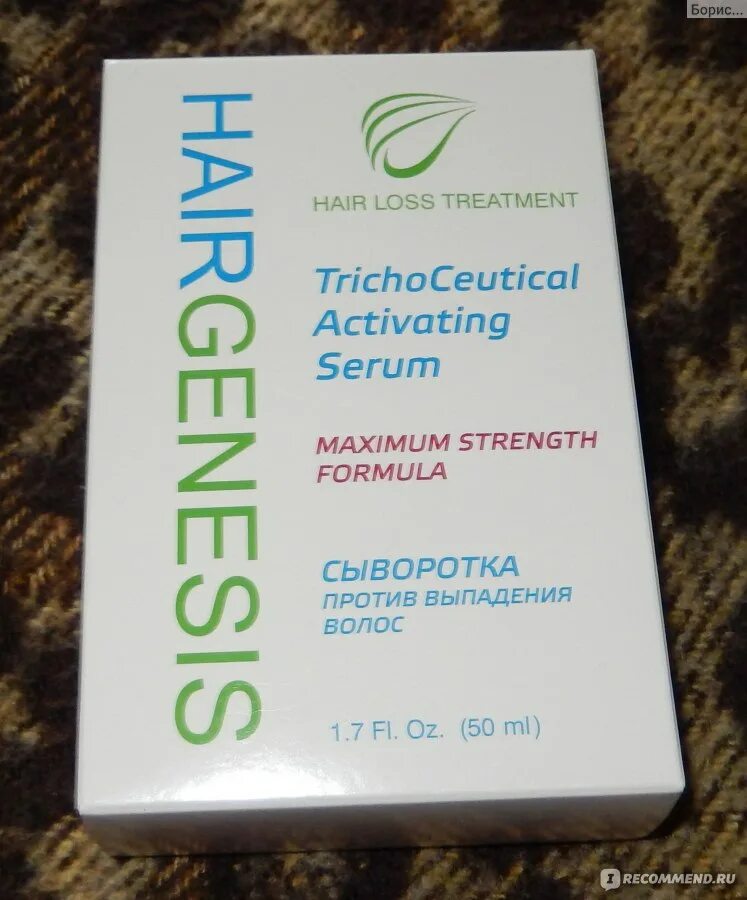 Борис...
HAIRGENESIS
HAIR LOSS TREATMENT
TrichoCeutical
Activating
Serum
MAXIMUM STRENGTH
FORMULA
СЫВОРОТКА
ПРОТИВ ВЫПАДЕНИЯ
ВОЛОС
1.7 Fl. Oz. (50 ml)
IRECOMMEND.RU